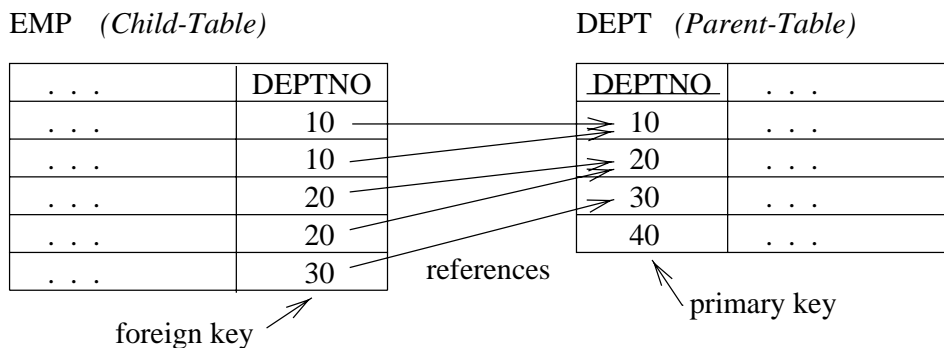 EMP (Child-Table) DEPT (Parent-Table)
. . . DEPTNO DEPTNO . . .
. . . 10 10 . . .
. . . 10 20 . . .
. . . 20 30 . . .
. . . 20 40 . . .
. . . 30
references
foreign key
primary key